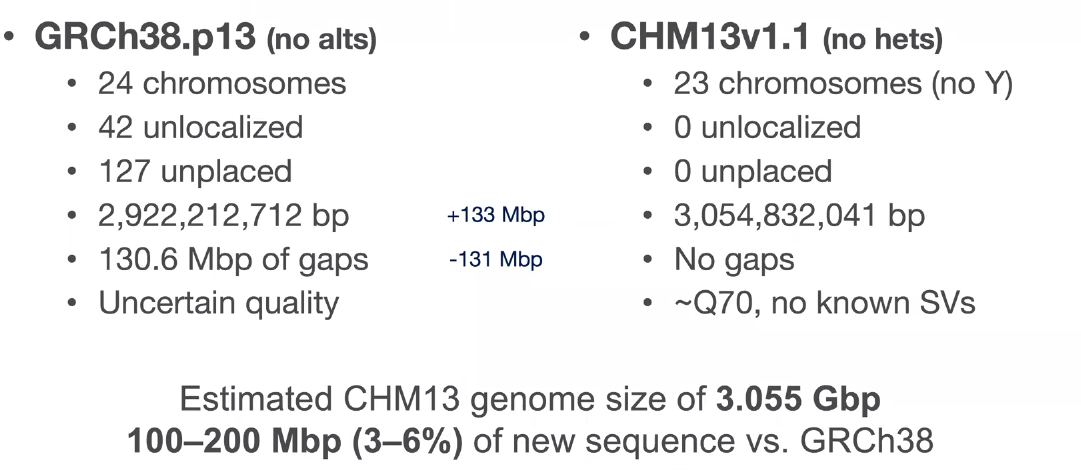 • GRCh38.p13 (no alts)
• 24 chromosomes
• 42 unlocalized
• 127 unplaced
• 2,922,212,712 bp
• 130.6 Mbp of gaps
• Uncertain quality
+133 Mbp
-131 Mbp
• CHM13v1.1 (no hets)
• 23 chromosomes (no Y)
• 0 unlocalized
• 0 unplaced
• 3,054,832,041 bp
• No gaps
• ~Q70, no known SVs
Estimated CHM13 genome size of 3.055 Gbp
100–200 Mbp (3–6%) of new sequence vs. GRCh38